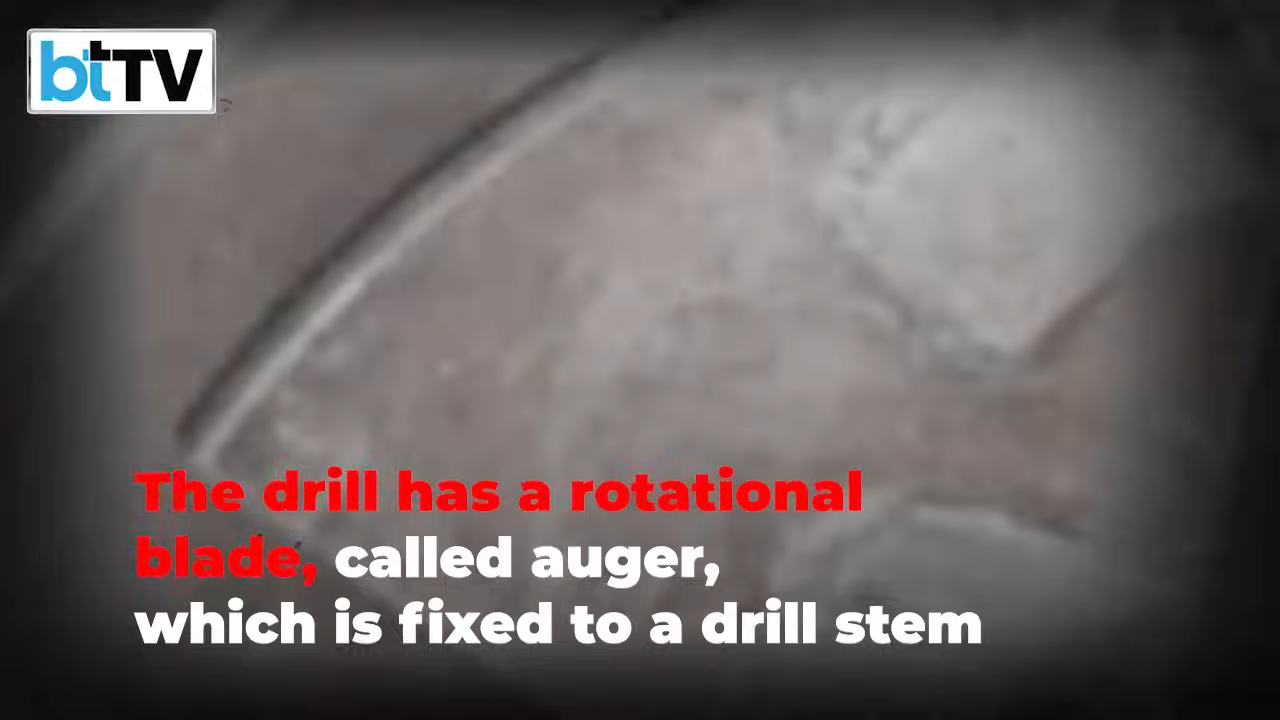 btTV
The drill has a rotational
blade, called auger,
which is fixed to a drill stem